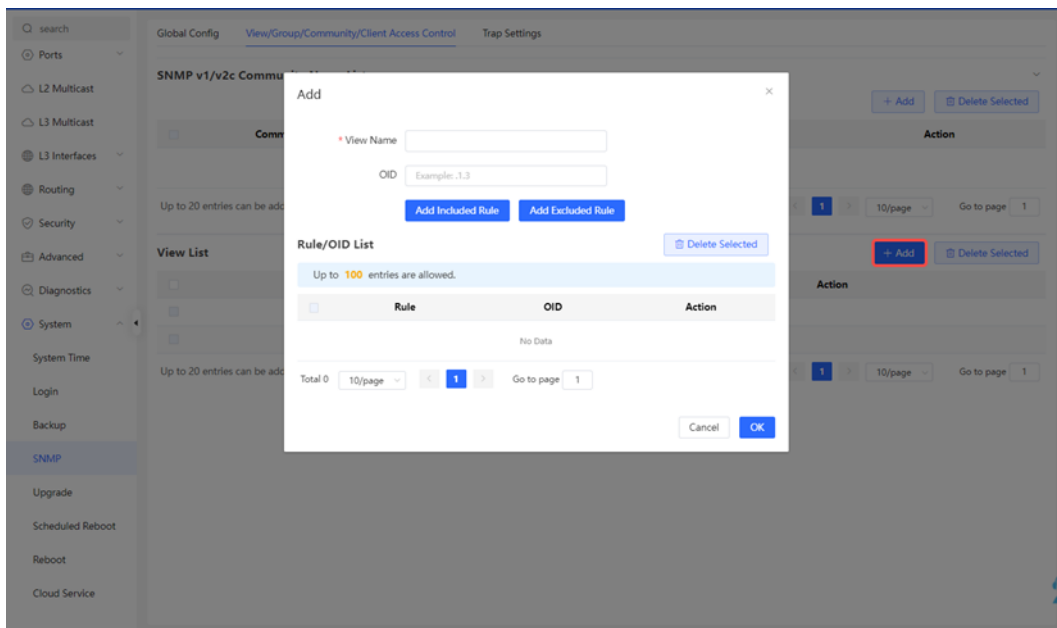 search
Global Config View/Group/Community/Client Access Control Trap Settings
Ports
L2 Multicast
L3 Multicast
L3 Interfaces
Routing
Security
Advanced
Diagnostics
System
System Time
Login
Backup
SNMP
Upgrade
Scheduled Reboot
Reboot
Cloud Service
SNMP v1/v2c Commu
+ Add Delete Selected
Comm Action
Up to 20 entries can be add
1 10/page Go to page 1
View List
+ Add Delete Selected
Action
Up to 20 entries can be add
1 10/page Go to page 1
Add
* View Name
OID Example: .1.3
Add Included Rule Add Excluded Rule
Rule/OID List Delete Selected
Up to 100 entries are allowed.
Rule OID Action
No Data
Total 0 10/page < 1 > Go to page 1
Cancel OK